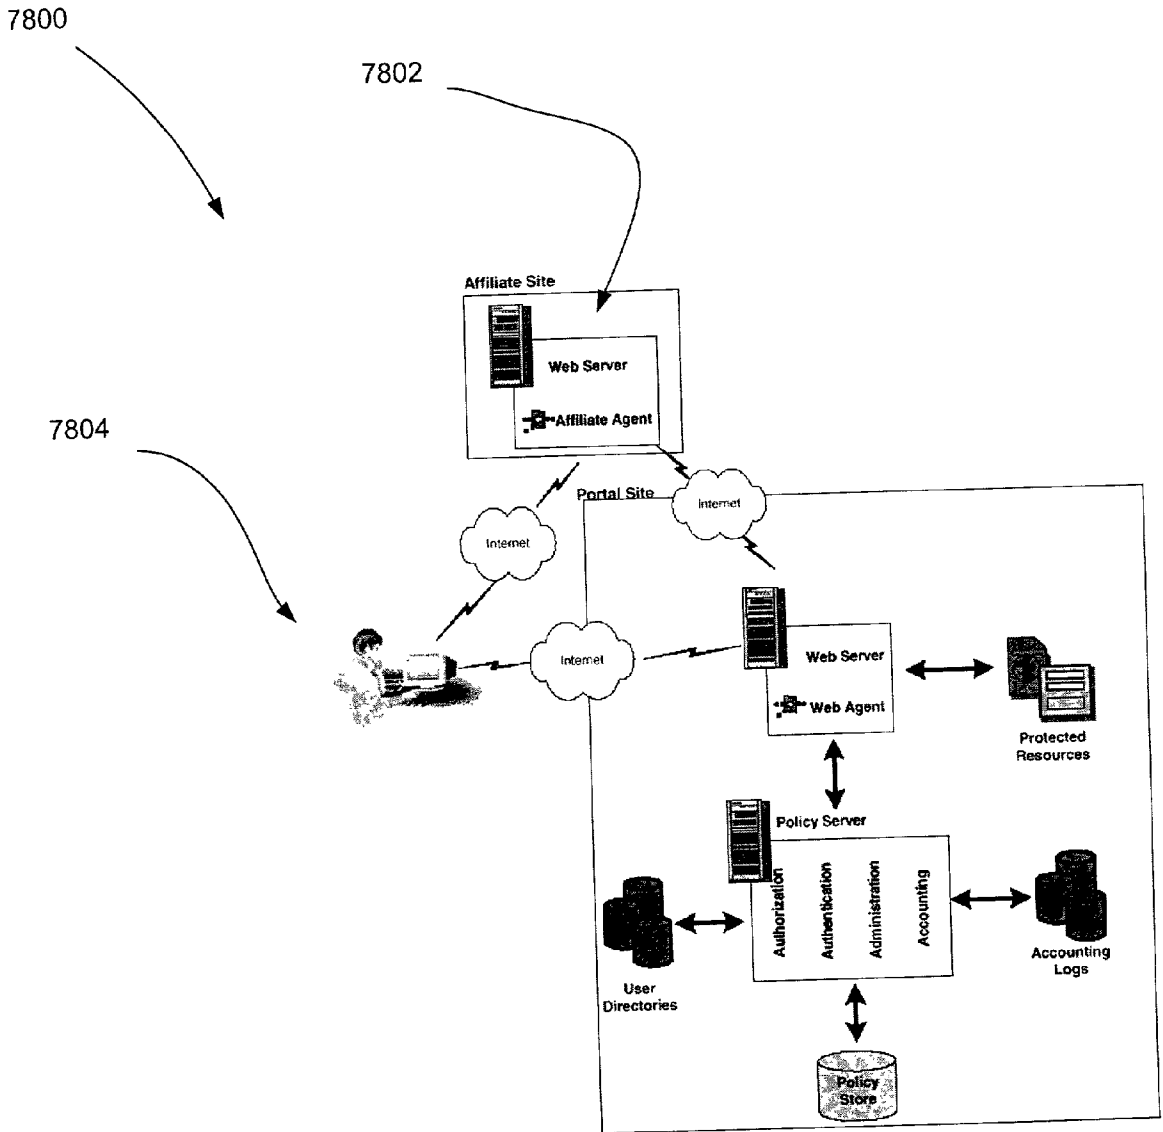 7800
7802
Affiliate Site
Web Server
Affiliate Agent
7804
Portal Site
Internet
Internet
Internet
Web Server
Web Agent
Protected
Resources
Policy Server
Authorization
Authentication
Administration
Accounting
User
Directories
Accounting
Logs
Policy
Store